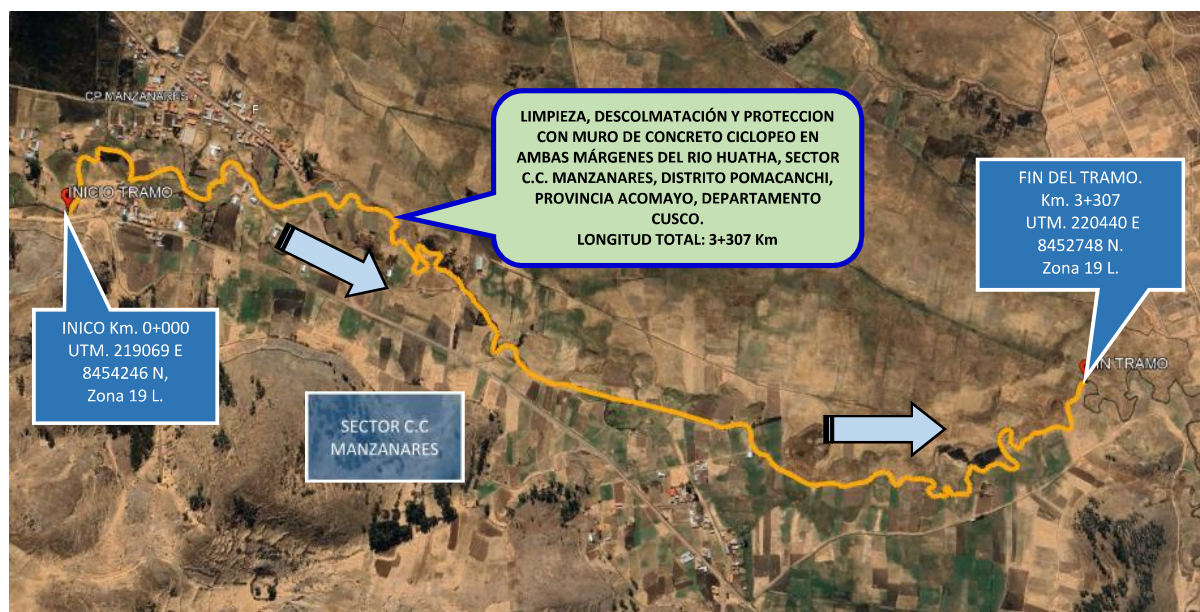 CP MANZANARES
F
INICIO TRAMO
LIMPIEZA, DESCOLMATACIÓN Y PROTECCION
CON MURO DE CONCRETO CICLOPEO EN
AMBAS MÁRGENES DEL RIO HUATHA, SECTOR
C.C. MANZANARES, DISTRITO POMACANCHI,
PROVINCIA ACOMAYO, DEPARTAMENTO
CUSCO.
LONGITUD TOTAL: 3+307 Km
FIN DEL TRAMO.
Km. 3+307
UTM. 220440 E
8452748 N.
Zona 19 L.
INICO Km. 0+000
UTM. 219069 E
8454246 N,
Zona 19 L.
FIN TRAMO
SECTOR C.C
MANZANARES